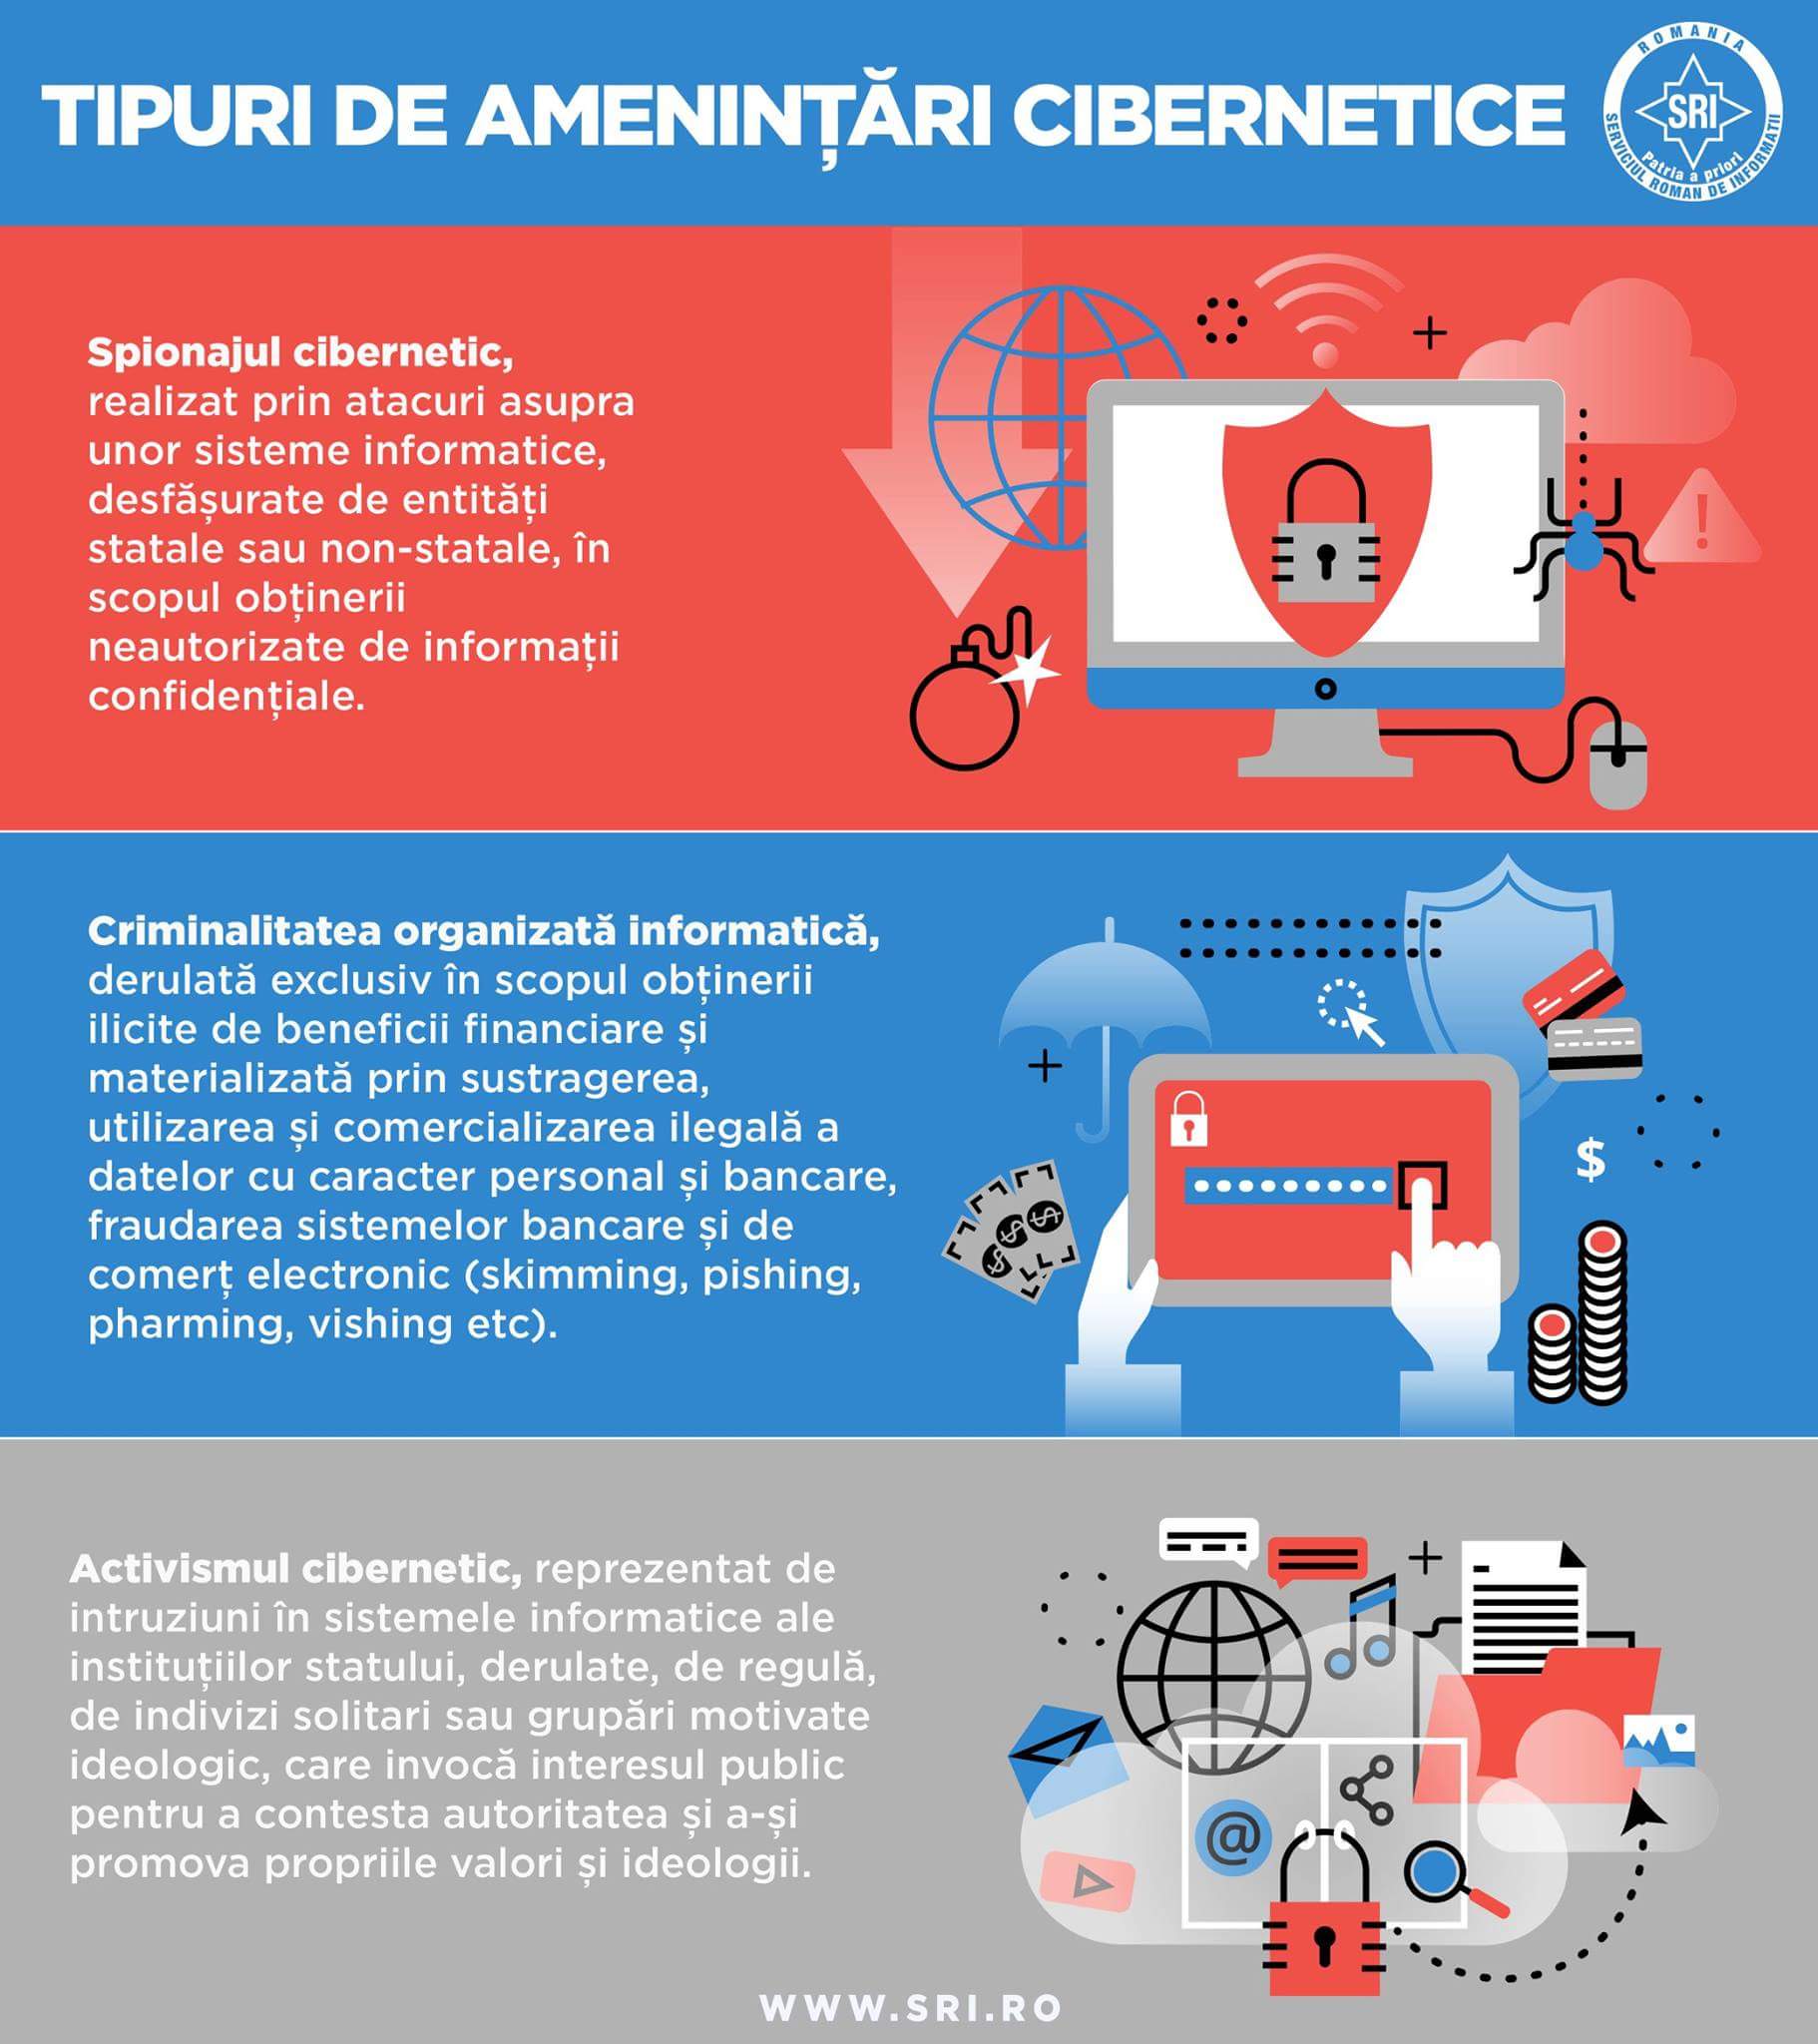 TIPURI DE AMENINȚĂRI CIBERNETICE
ROMANIA
SRI
Patria a priori
SERVICIUL ROMAN DE INFORMATII
Spionajul cibernetic,
realizat prin atacuri asupra
unor sisteme informatice,
desfășurate de entități
statale sau non-statale, în
scopul obținerii
neautorizate de informații
confidențiale.
Criminalitatea organizată informatică,
derulată exclusiv în scopul obținerii
ilicite de beneficii financiare și
materializată prin sustragerea,
utilizarea și comercializarea ilegală a
datelor cu caracter personal și bancare,
fraudarea sistemelor bancare și de
comerț electronic (skimming, pishing,
pharming, vishing etc).
$
Activismul cibernetic, reprezentat de
intruziuni în sistemele informatice ale
instituțiilor statului, derulate, de regulă,
de indivizi solitari sau grupări motivate
ideologic, care invocă interesul public
pentru a contesta autoritatea și a-și
promova propriile valori și ideologii.
@
WWW.SRI.RO